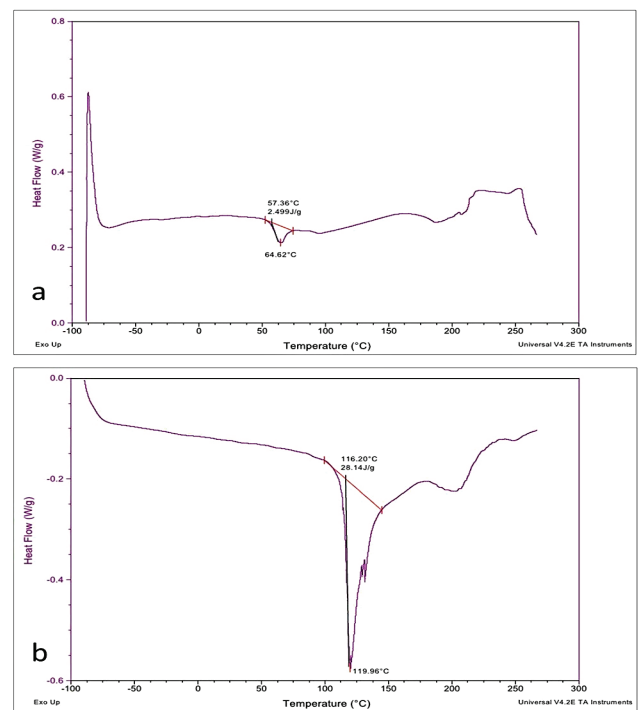 0.8
0.6
0.4
0.2
0.0
Heat Flow (W/g)
57.36°C
2.499J/g
64.62°C
a
-100 -50 0 50 100 150 200 250 300
Exo Up Temperature (°C) Universal V4.2E TA Instruments
0.0
-0.2
-0.4
-0.6
Heat Flow (W/g)
116.20°C
28.14J/g
119.96°C
b
-100 -50 0 50 100 150 200 250 300
Exo Up Temperature (°C) Universal V4.2E TA Instruments